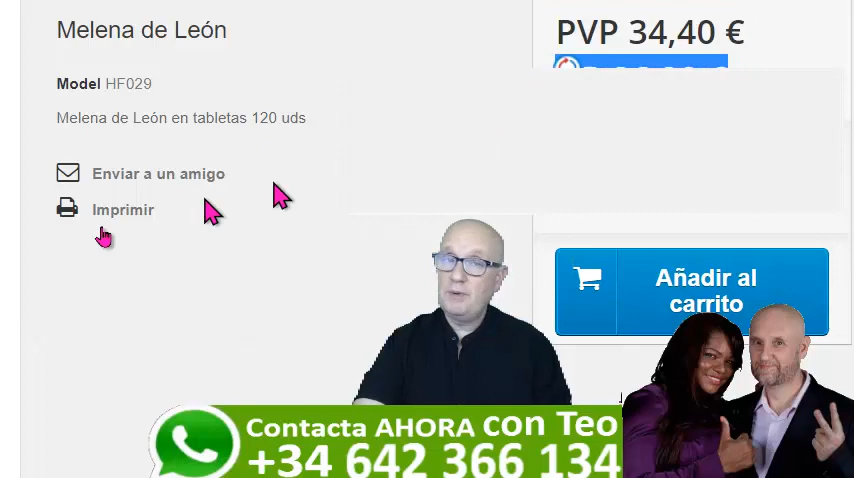 Melena de León
PVP 34,40 €
Model HF029
Melena de León en tabletas 120 uds
Enviar a un amigo
Imprimir
Añadir al
carrito
Contacta AHORA con Teo
+34 642 366 134